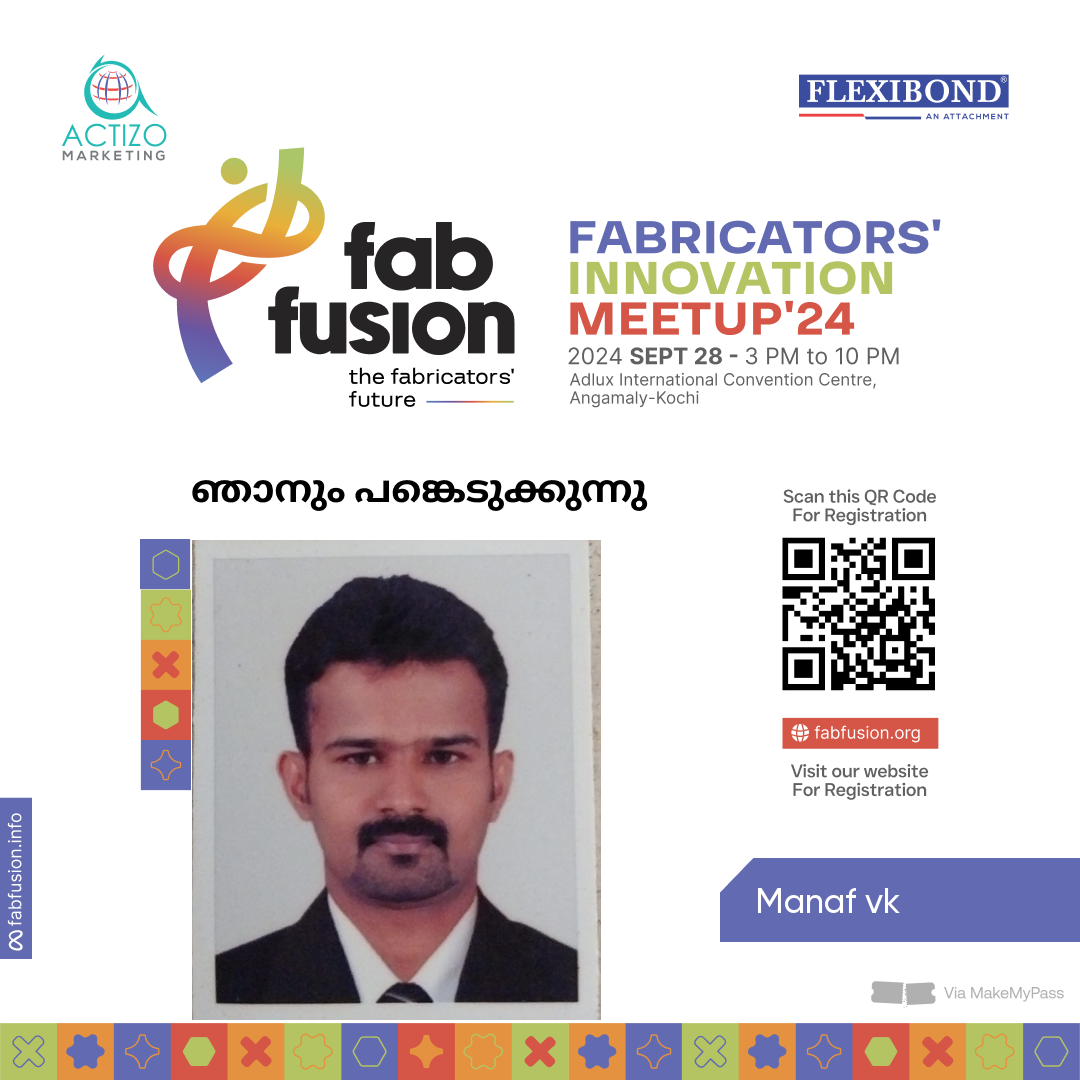 ACTIZO
MARKETING
FLEXIBOND®
AN ATTACHMENT
fab
fusion
the fabricators'
future
FABRICATORS'
INNOVATION
MEETUP'24
2024 SEPT 28 - 3 PM to 10 PM
Adlux International Convention Centre,
Angamaly-Kochi
ഞാനും പങ്കെടുക്കുന്നു
Scan this QR Code
For Registration
fabfusion.org
Visit our website
For Registration
fabfusion.info
Manaf vk
Via MakeMyPass